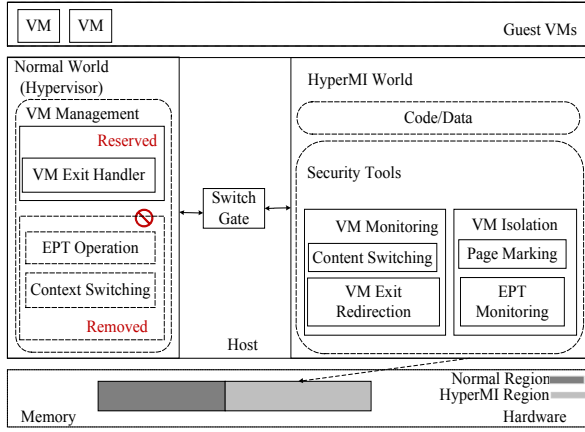 VM VM
Guest VMs
Normal World
(Hypervisor)
VM Management
Reserved
VM Exit Handler
EPT Operation
Context Switching
Removed
Switch
Gate
Host
HyperMI World
Code/Data
Security Tools
VM Monitoring
Content Switching
VM Exit
Redirection
VM Isolation
Page Marking
EPT
Monitoring
Normal Region
HyperMI Region
Memory
Hardware